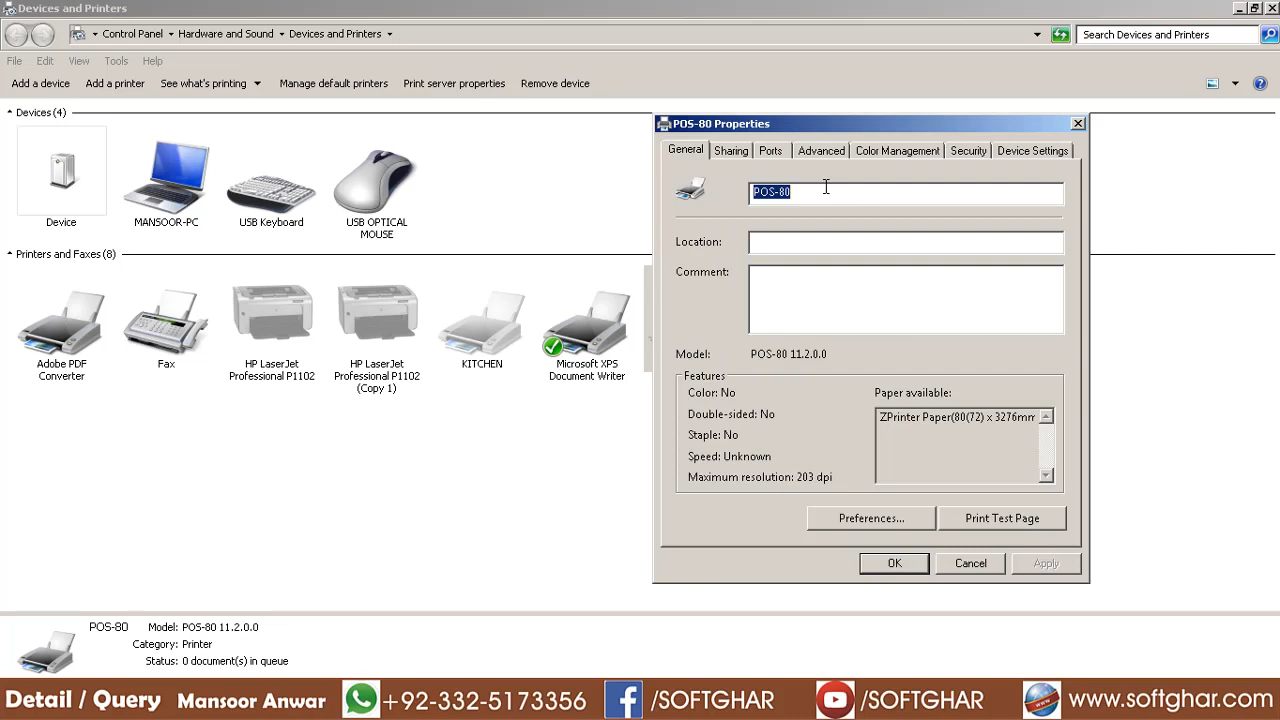 Devices and Printers
Control Panel Hardware and Sound Devices and Printers
Search Devices and Printers
File Edit View Tools Help
Add a device Add a printer See what's printing Manage default printers Print server properties Remove device
Devices (4)
Device
MANSOOR-PC
USB Keyboard
USB OPTICAL
MOUSE
Printers and Faxes (8)
Adobe PDF
Converter
Fax
HP LaserJet
Professional P1102
HP LaserJet
Professional P1102
(Copy 1)
KITCHEN
Microsoft XPS
Document Writer
POS-80 Properties
General Sharing Ports Advanced Color Management Security Device Settings
POS-80
Location:
Comment:
Model: POS-80 11.2.0.0
Features
Color: No
Double-sided: No
Staple: No
Speed: Unknown
Maximum resolution: 203 dpi
Paper available:
ZPrinter Paper(80(72) x 3276mm
Preferences... Print Test Page
OK Cancel Apply
POS-80 Model: POS-80 11.2.0.0
Category: Printer
Status: 0 document(s) in queue
Detail / Query Mansoor Anwar +92-332-5173356 /SOFTGHAR /SOFTGHAR www.softghar.com